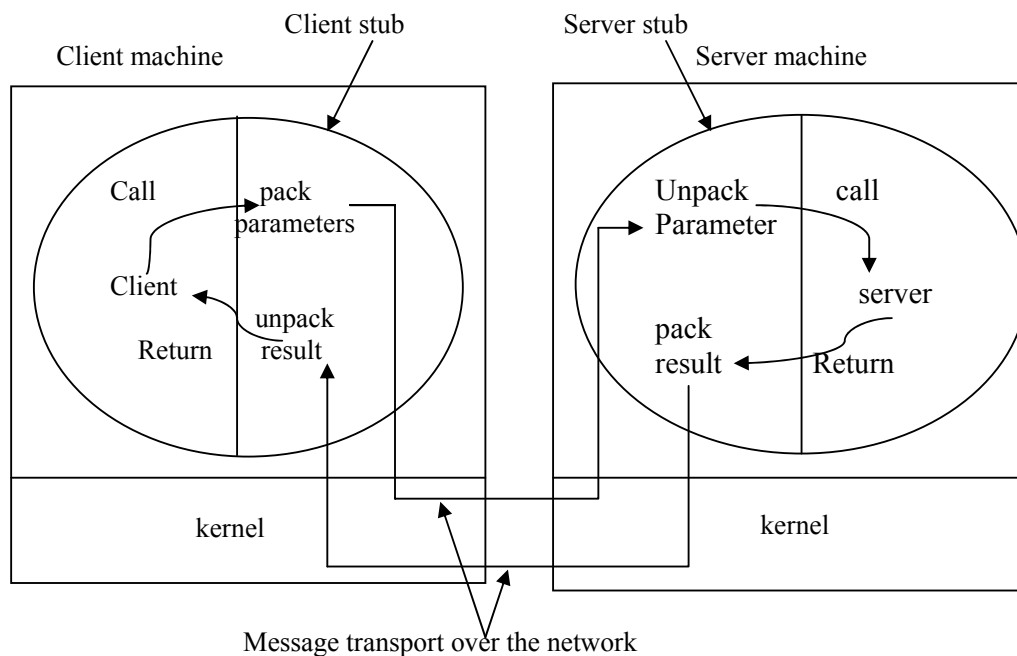 Client stub
Server stub
Client machine
Server machine
Call
pack
parameters
Client
unpack
result
Return
Unpack
Parameter
call
server
pack
result
Return
kernel
kernel
Message transport over the network